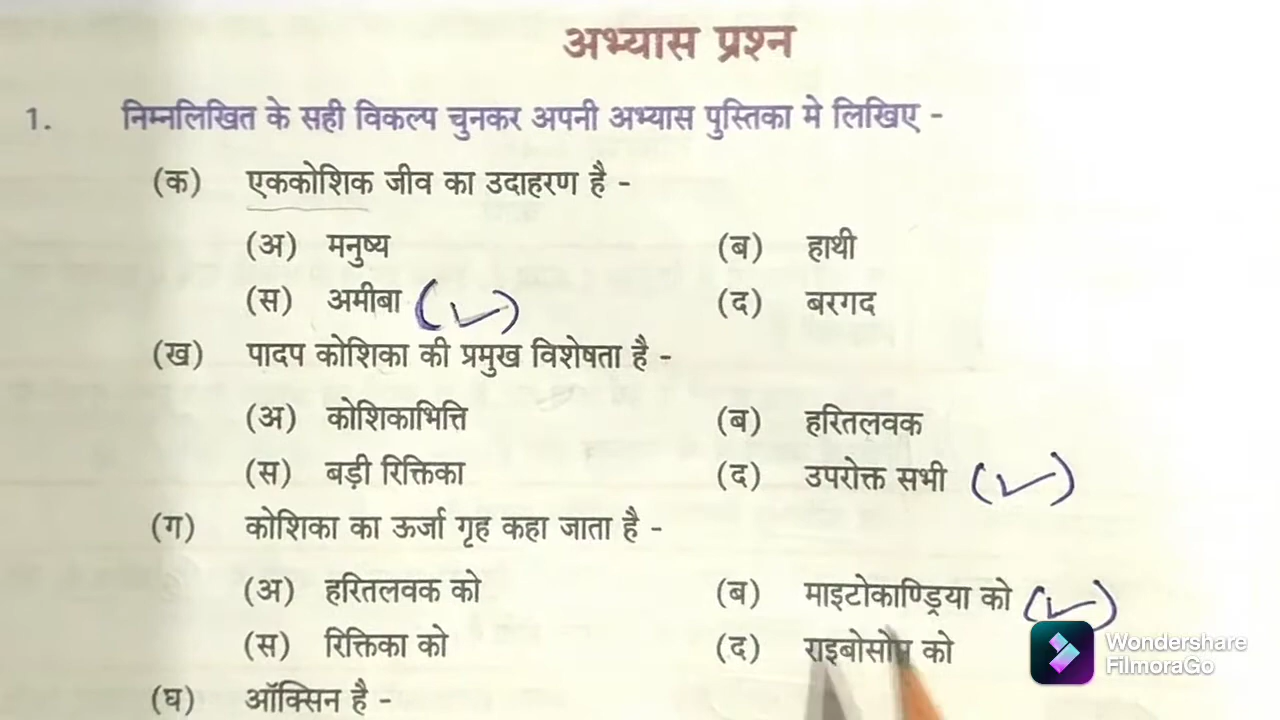 अभ्यास प्रश्न
1. निम्नलिखित के सही विकल्प चुनकर अपनी अभ्यास पुस्तिका मे लिखिए -
(क) एककोशिक जीव का उदाहरण है -
(अ) मनुष्य (ब) हाथी
(स) अमीबा (✓) (द) बरगद
(ख) पादप कोशिका की प्रमुख विशेषता है -
(अ) कोशिकाभित्ति (ब) हरितलवक
(स) बड़ी रिक्तिका (द) उपरोक्त सभी (✓)
(ग) कोशिका का ऊर्जा गृह कहा जाता है -
(अ) हरितलवक को (ब) माइटोकाण्ड्रिया को (✓)
(स) रिक्तिका को (द) राइबोसोम को
(घ) ऑक्सिन है -
Wondershare
FilmoraGo